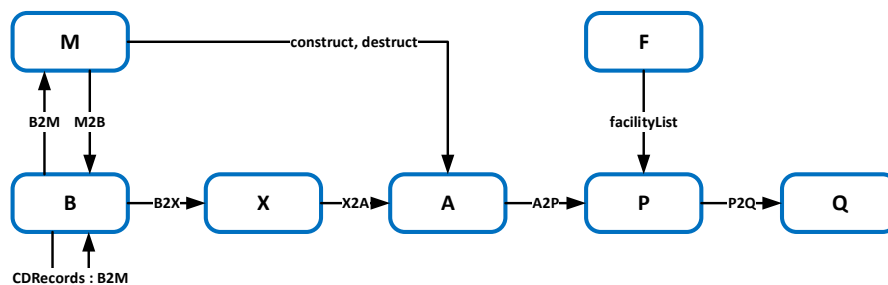 M
F
construct, destruct
B2M
M2B
facilityList
B
B2X
X
X2A
A
A2P
P
P2Q
Q
CDRecords : B2M